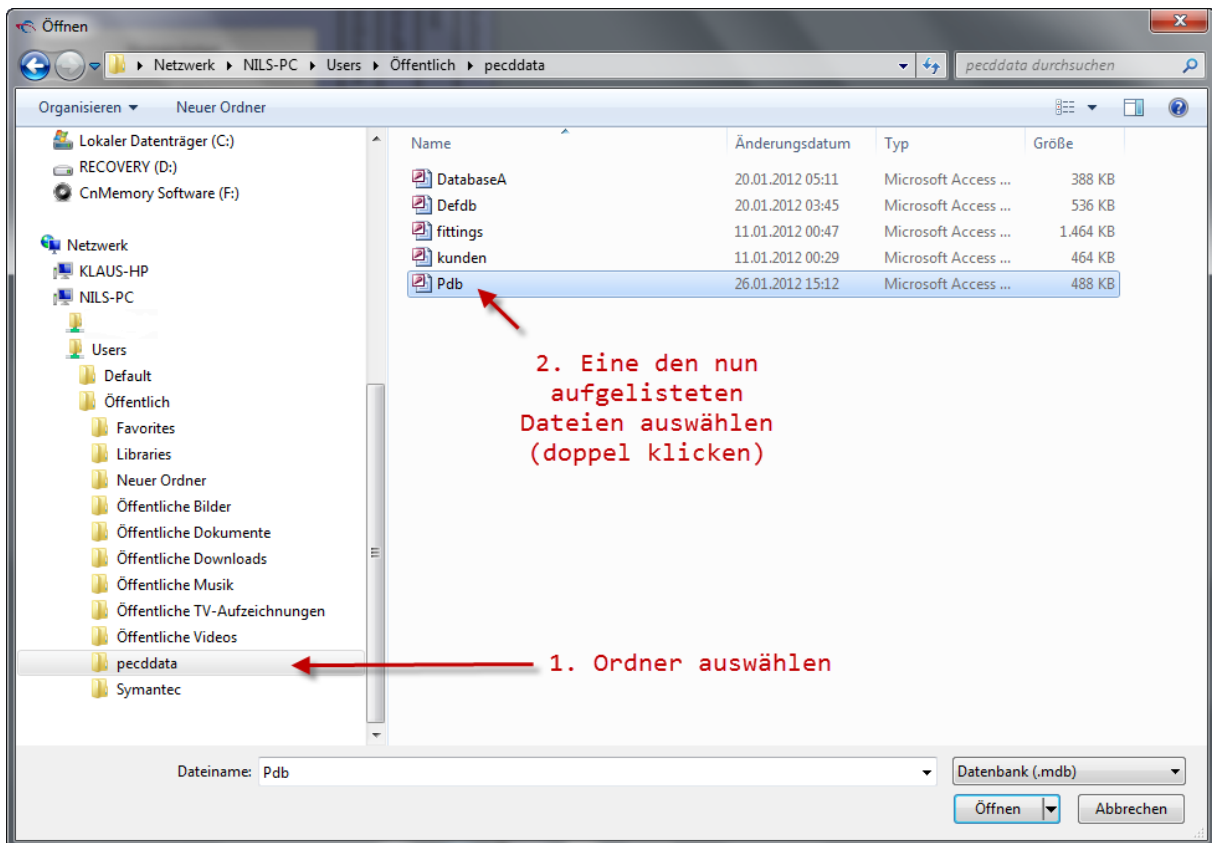 Öffnen
Netzwerk NILS-PC Users Öffentlich pecddata
pecddata durchsuchen
Organisieren Neuer Ordner
Lokaler Datenträger (C:)
RECOVERY (D:)
CnMemory Software (F:)
Netzwerk
KLAUS-HP
NILS-PC
Users
Default
Öffentlich
Favorites
Libraries
Neuer Ordner
Öffentliche Bilder
Öffentliche Dokumente
Öffentliche Downloads
Öffentliche Musik
Öffentliche TV-Aufzeichnungen
Öffentliche Videos
pecddata
Symantec
Name Änderungsdatum Typ Größe
DatabaseA 20.01.2012 05:11 Microsoft Access ... 388 KB
Defdb 20.01.2012 03:45 Microsoft Access ... 536 KB
fittings 11.01.2012 00:47 Microsoft Access ... 1.464 KB
kunden 11.01.2012 00:29 Microsoft Access ... 464 KB
Pdb 26.01.2012 15:12 Microsoft Access ... 488 KB
2. Eine den nun
aufgelisteten
Dateien auswählen
(doppel klicken)
1. Ordner auswählen
Dateiname: Pdb
Datenbank (.mdb)
Öffnen Abbrechen